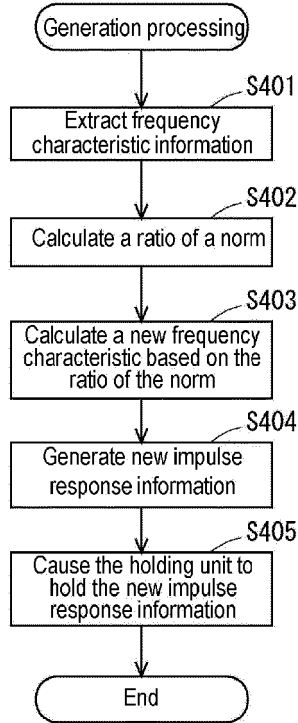 Generation processing
S401
Extract frequency
characteristic information
S402
Calculate a ratio of a norm
S403
Calculate a new frequency
characteristic based on the
ratio of the norm
S404
Generate new impulse
response information
S405
Cause the holding unit to
hold the new impulse
response information
End